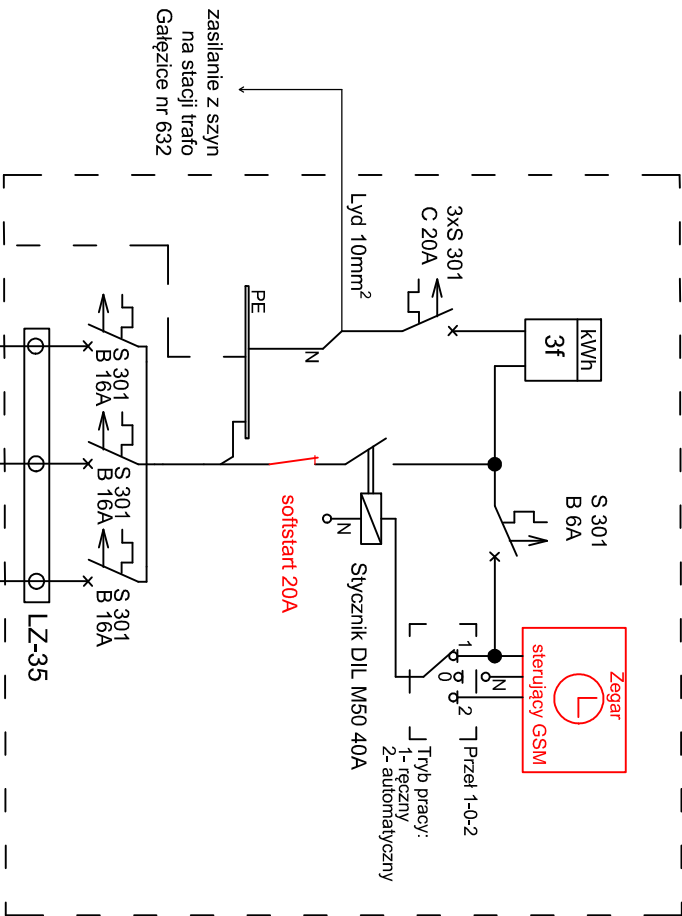 zasilanie z szyn
na stacji trafo
Gałęzice nr 632
Lyd 10mm²
3xS 301
C 20A
kWh
3f
PE
N
S 301
B 6A
Zegar
sterujący GSM
L
N
1
0
2
Przeł 1-0-2
Tryb pracy:
1- ręczny
2- automatyczny
Stycznik DIL M50 40A
N
softstart 20A
S 301
B 16A
S 301
B 16A
S 301
B 16A
LZ-35